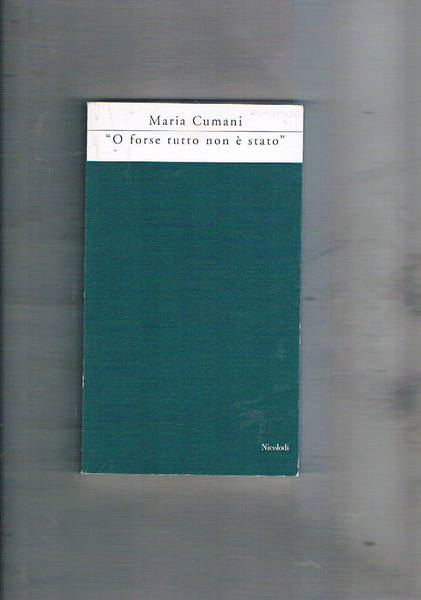 Maria Cumani
“O forse tutto non è stato”
Nicolodi